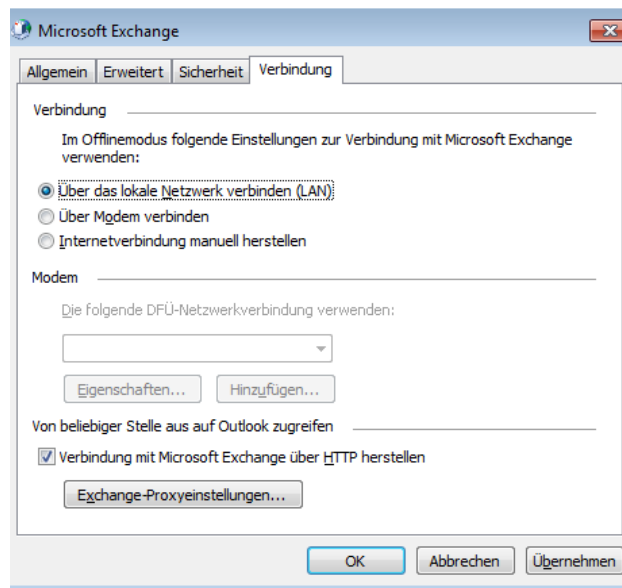 Microsoft Exchange
Allgemein Erweitert Sicherheit Verbindung
Verbindung
Im Offlinemodus folgende Einstellungen zur Verbindung mit Microsoft Exchange
verwenden:
Über das lokale Netzwerk verbinden (LAN)
Über Modem verbinden
Internetverbindung manuell herstellen
Modem
Die folgende DFÜ-Netzwerkverbindung verwenden:
Eigenschaften... Hinzufügen...
Von beliebiger Stelle aus auf Outlook zugreifen
Verbindung mit Microsoft Exchange über HTTP herstellen
Exchange-Proxyeinstellungen...
OK Abbrechen Übernehmen